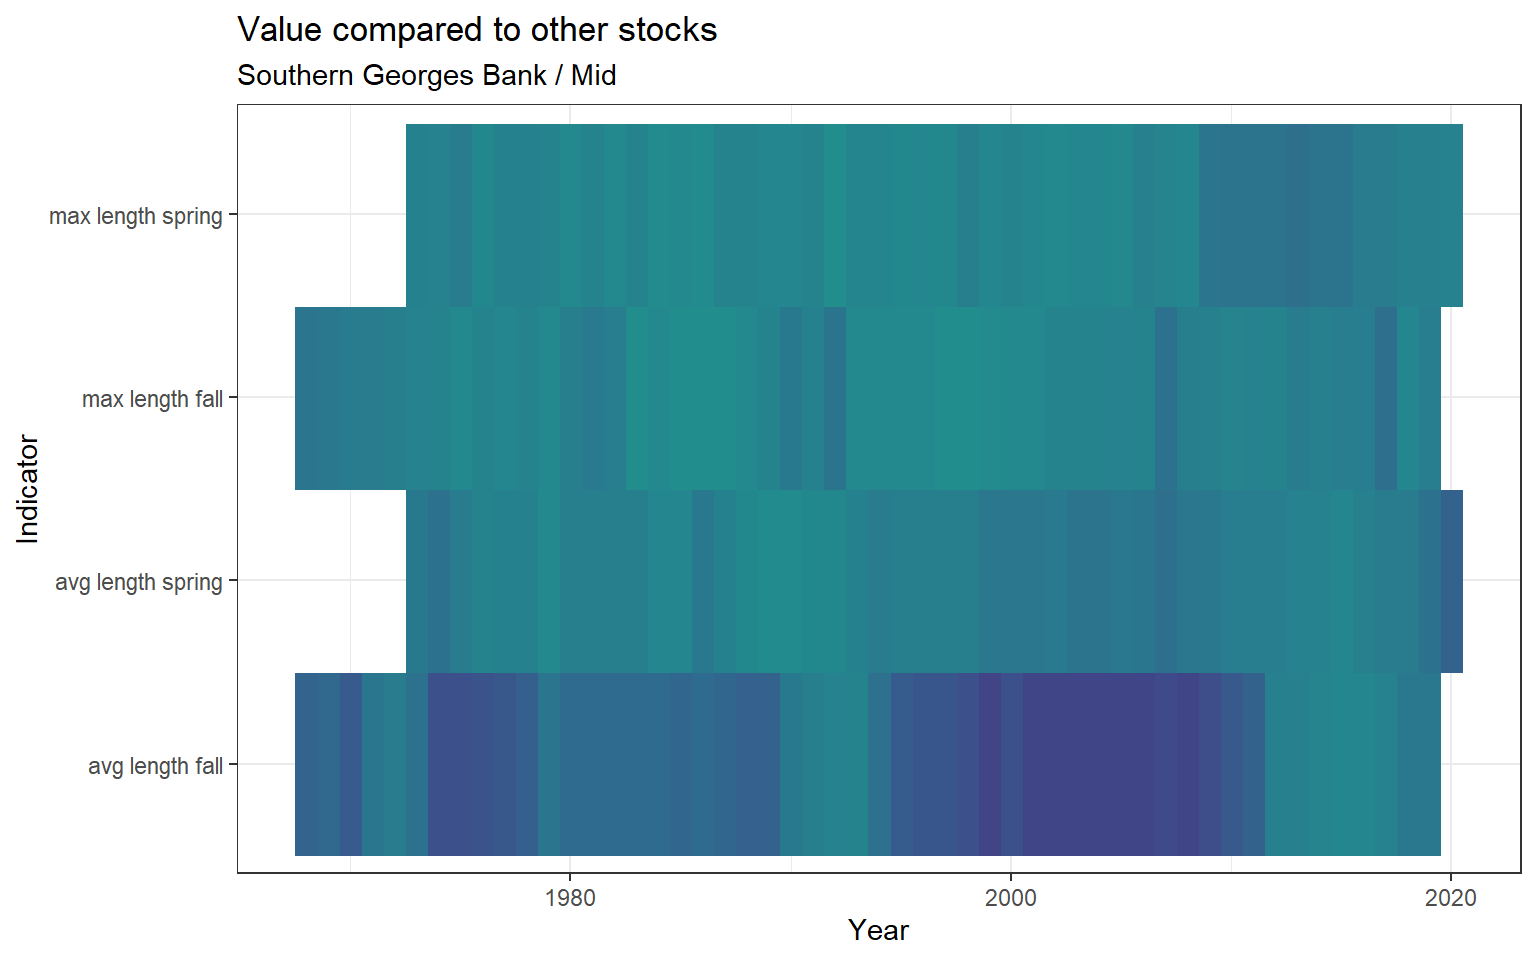 Value compared to other stocks
Southern Georges Bank / Mid
max length spring
max length fall
avg length spring
avg length fall
Indicator
1980
2000
2020
Year